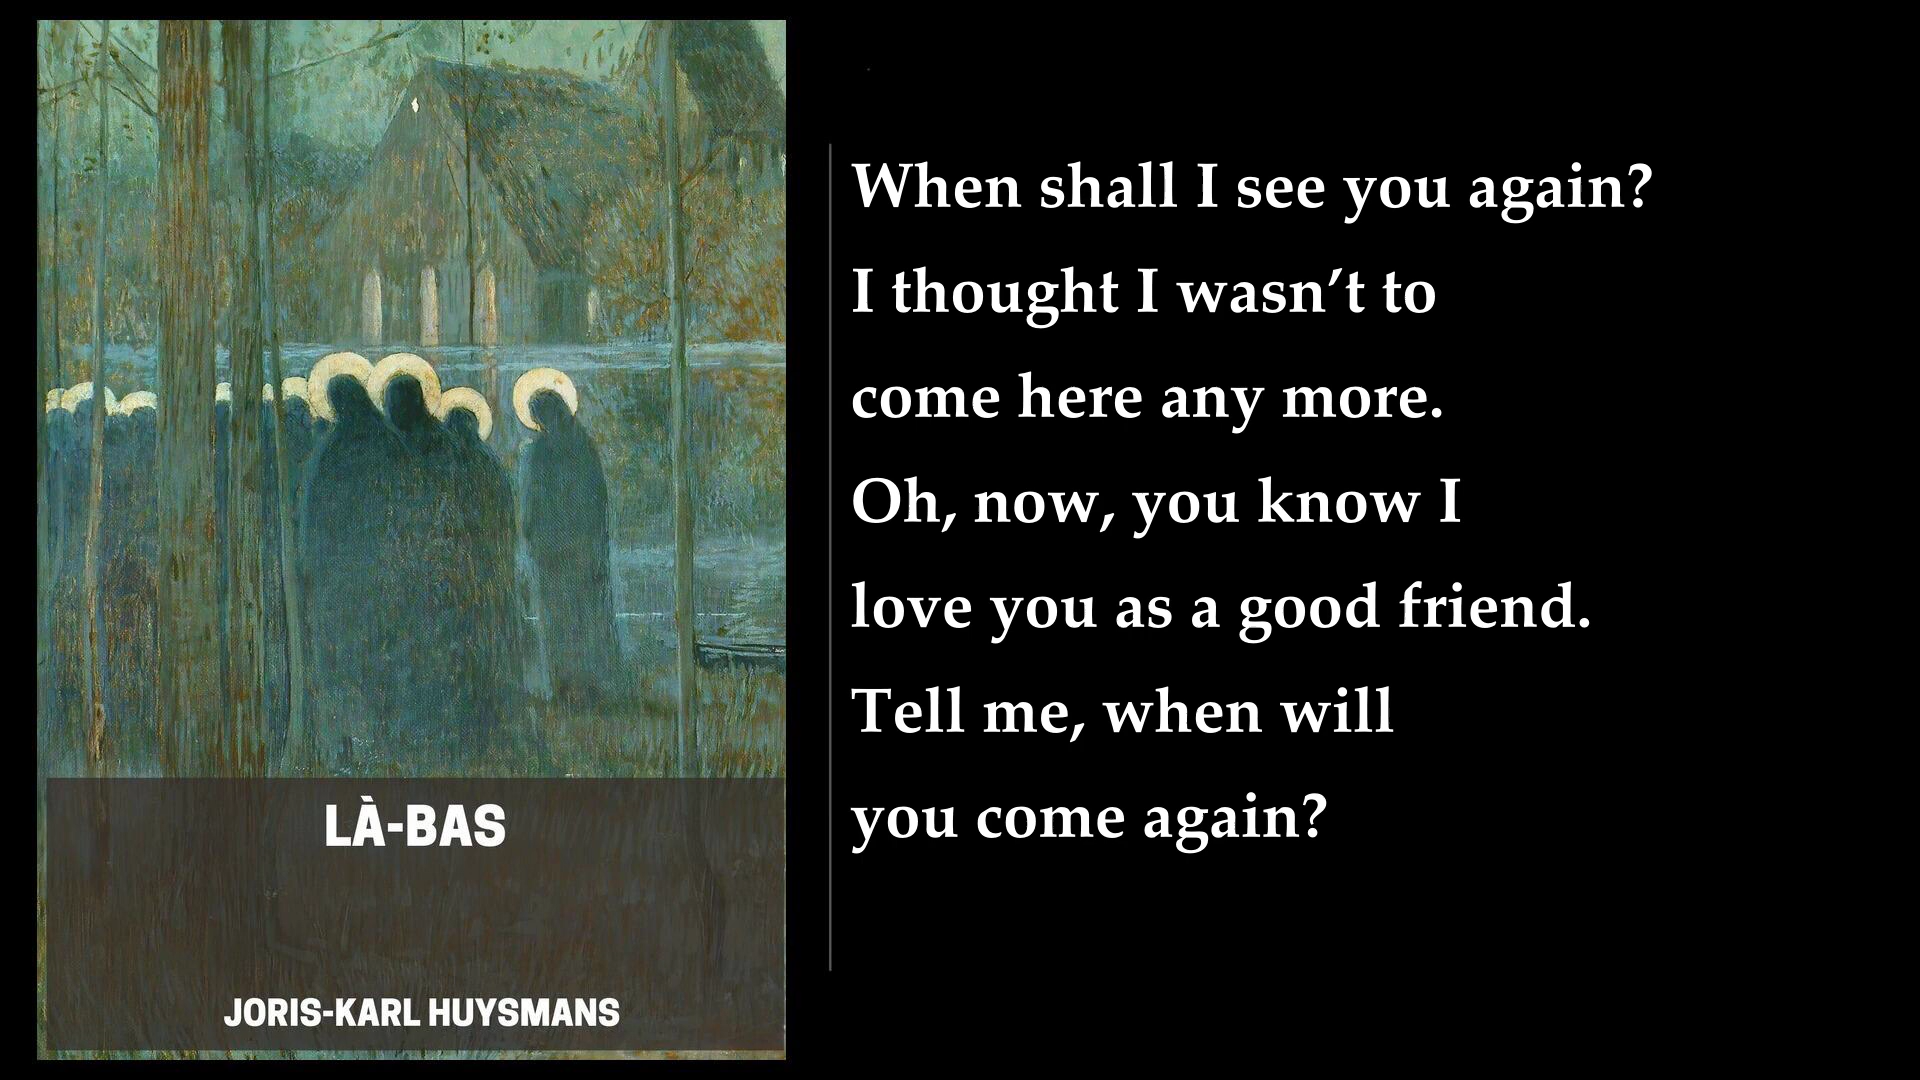 LÀ-BAS
JORIS-KARL HUYSMANS
When shall I see you again?
I thought I wasn’t to
come here any more.
Oh, now, you know I
love you as a good friend.
Tell me, when will
you come again?